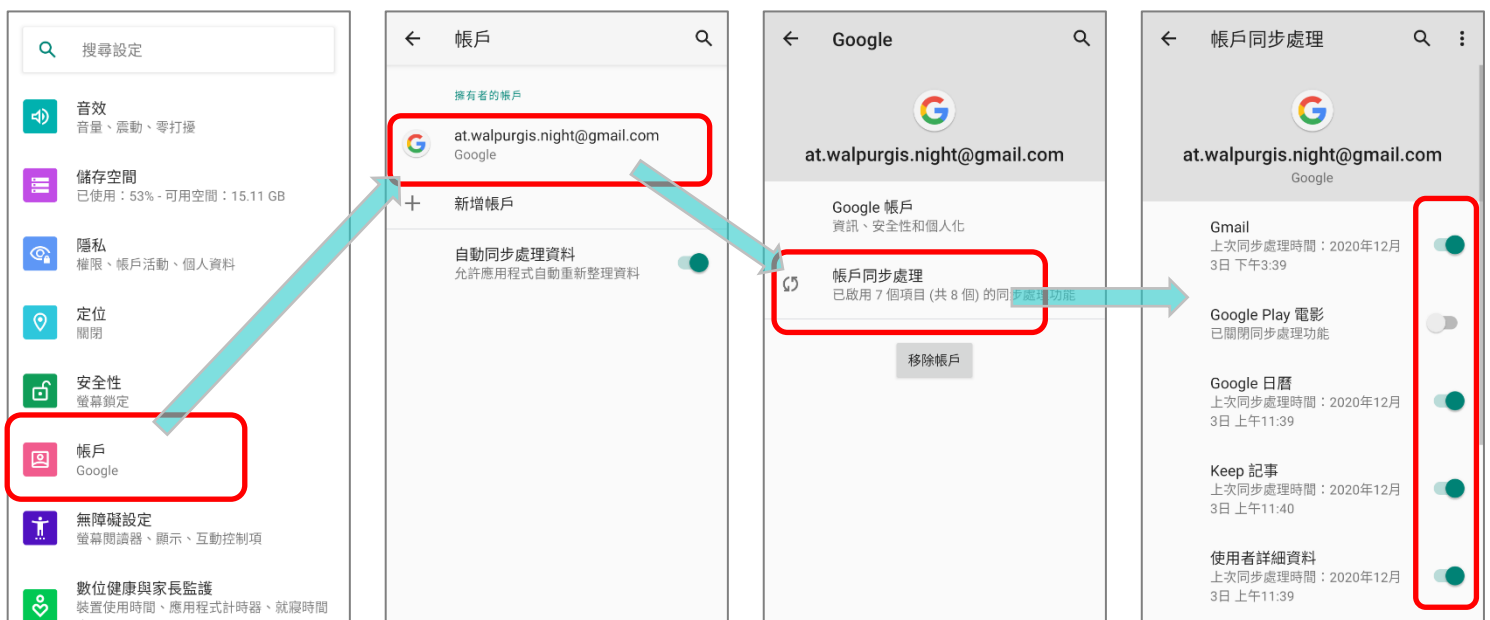 搜尋設定
音效
音量、震動、零打擾
儲存空間
已使用：53% - 可用空間：15.11 GB
隱私
權限、帳戶活動、個人資料
定位
關閉
安全性
螢幕鎖定
帳戶
Google
無障礙設定
螢幕閱讀器、顯示、互動控制項
數位健康與家長監護
裝置使用時間、應用程式計時器、就寢時間
帳戶
擁有者的帳戶
at.walpurgis.night@gmail.com
Google
新增帳戶
自動同步處理資料
允許應用程式自動重新整理資料
Google
at.walpurgis.night@gmail.com
Google 帳戶
資訊、安全性和個人化
帳戶同步處理
已啟用 7 個項目 (共 8 個) 的同步處理功能
移除帳戶
帳戶同步處理
at.walpurgis.night@gmail.com
Google
Gmail
上次同步處理時間：2020年12月
3日 下午3:39
Google Play 電影
已關閉同步處理功能
Google 日曆
上次同步處理時間：2020年12月
3日 上午11:39
Keep 記事
上次同步處理時間：2020年12月
3日 上午11:40
使用者詳細資料
上次同步處理時間：2020年12月
3日 上午11:39